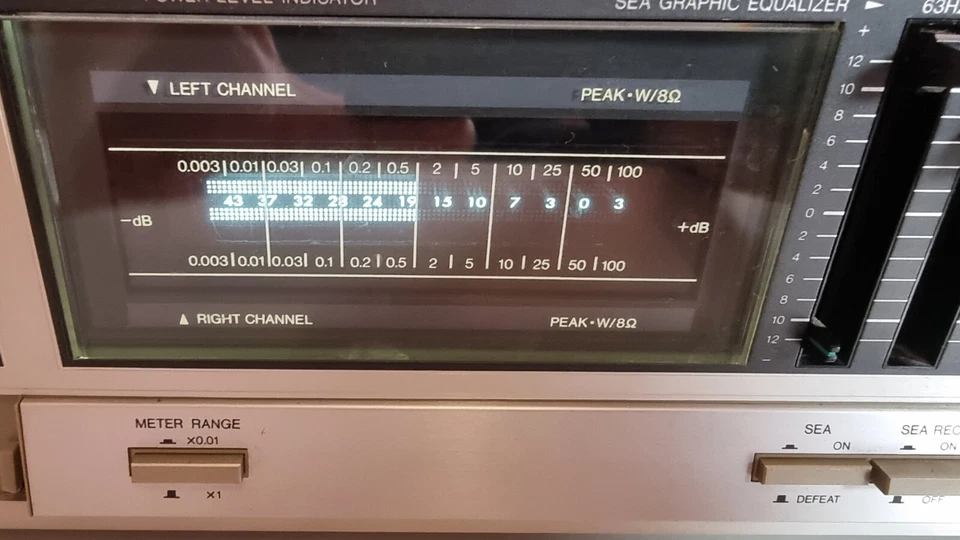 POWER LEVEL INDICATOR
SEA GRAPHIC EQUALIZER ► 63Hz
▼ LEFT CHANNEL PEAK·W/8Ω
0.003 0.01 0.03 0.1 0.2 0.5 2 5 10 25 50 100
43 37 32 28 24 19 15 10 7 3 0 3
−dB +dB
0.003 0.01 0.03 0.1 0.2 0.5 2 5 10 25 50 100
▲ RIGHT CHANNEL PEAK·W/8Ω
+
12
10
8
6
4
2
0
2
4
6
8
10
12
−
METER RANGE
X0.01
X1
SEA
ON
DEFEAT
SEA REC
ON
OFF